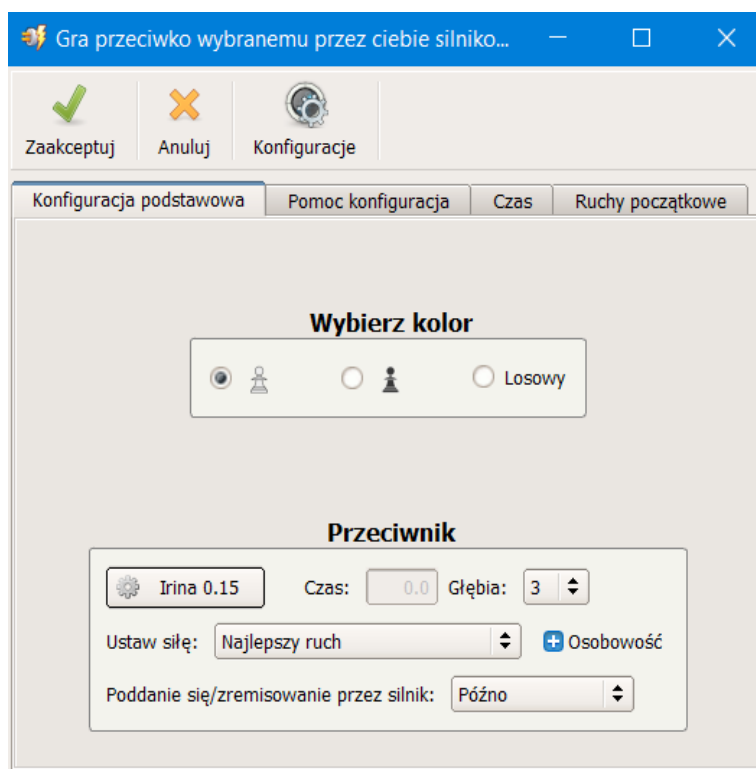 Gra przeciwko wybranemu przez ciebie silniko...
Zaakceptuj Anuluj Konfiguracje
Konfiguracja podstawowa Pomoc konfiguracja Czas Ruchy początkowe
Wybierz kolor
Losowy
Przeciwnik
Irina 0.15 Czas: 0.0 Głębia: 3
Ustaw siłę: Najlepszy ruch Osobowość
Poddanie się/zremisowanie przez silnik: Późno